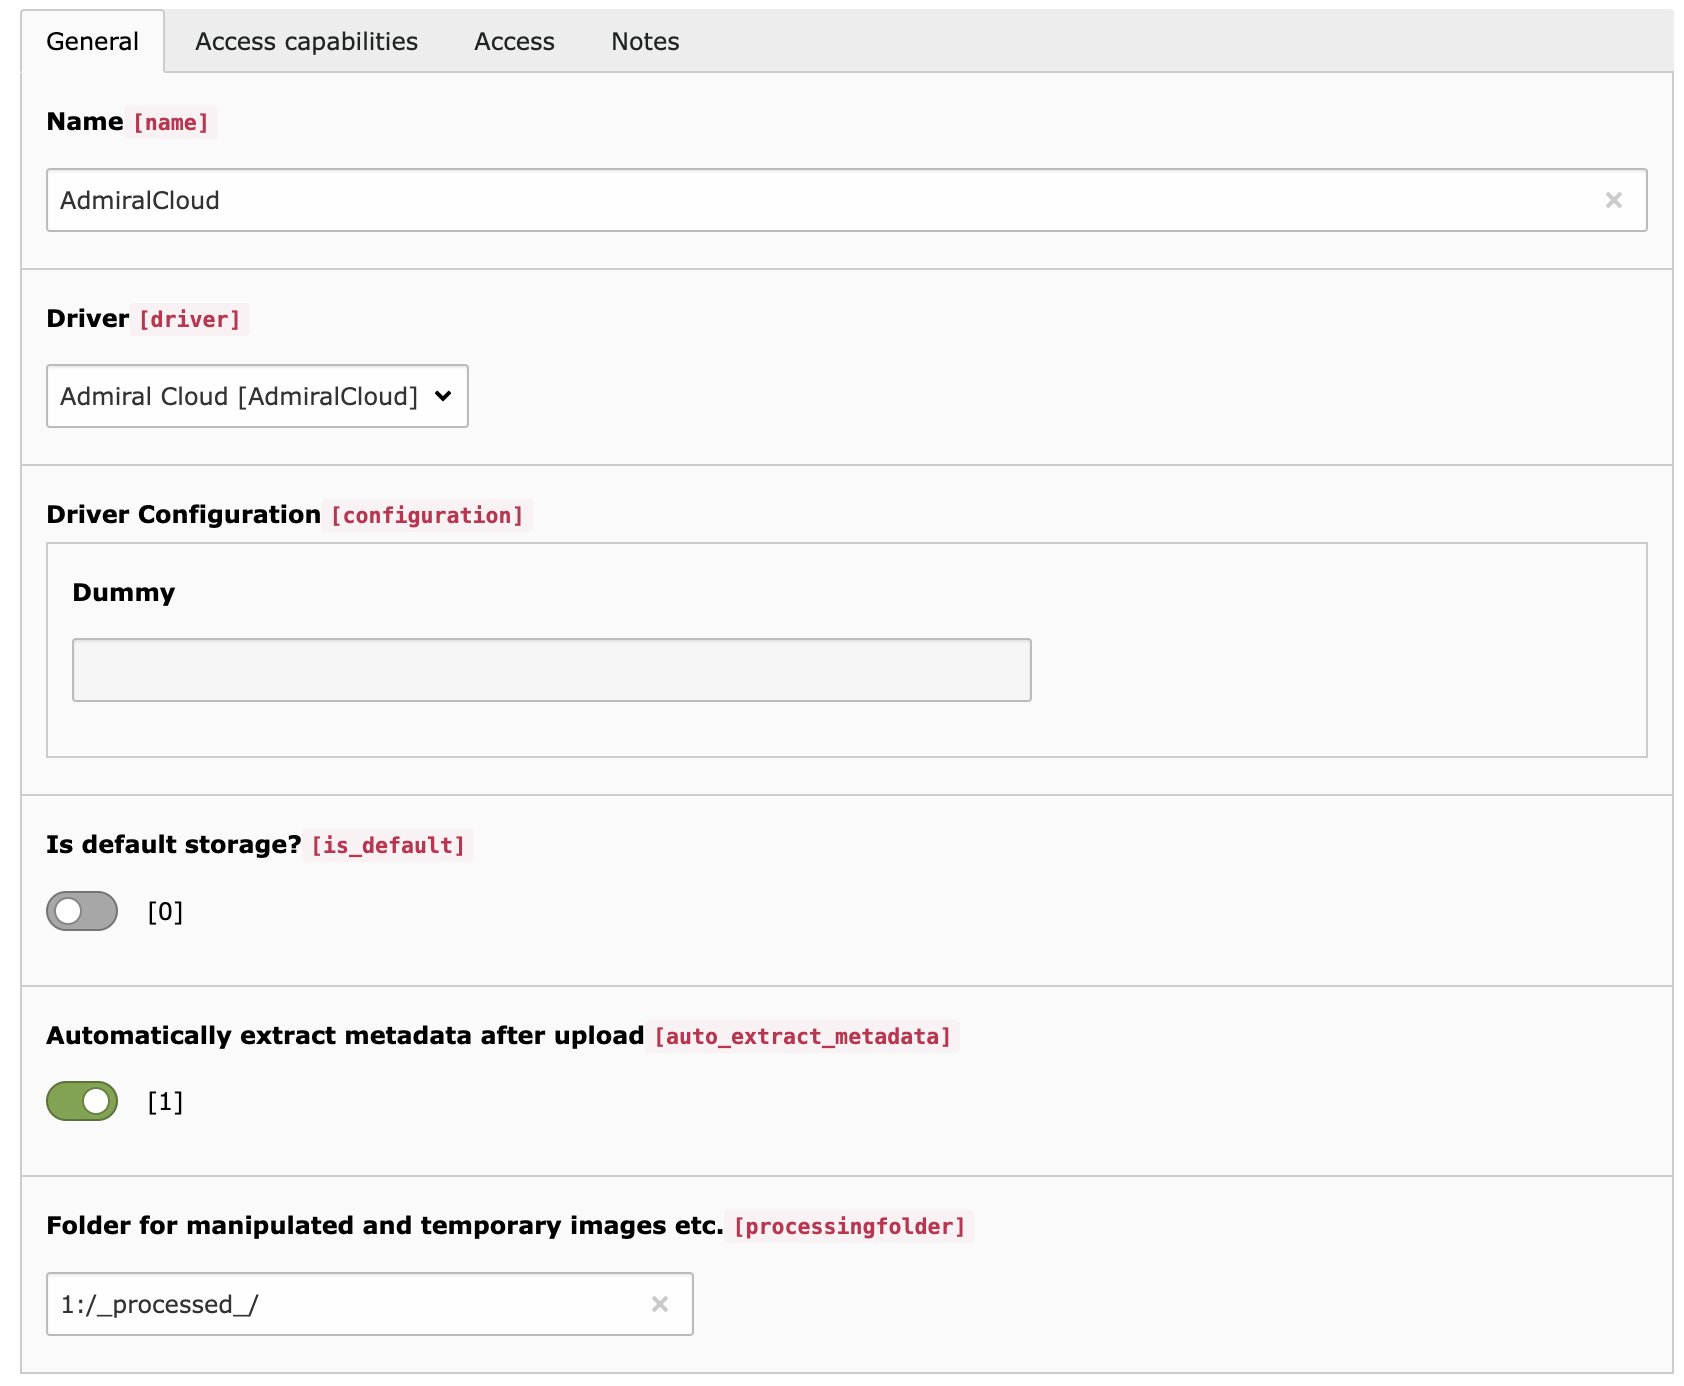 General Access capabilities Access Notes
Name [name]
AdmiralCloud
Driver [driver]
Admiral Cloud [AdmiralCloud]
Driver Configuration [configuration]
Dummy
Is default storage? [is_default]
[0]
Automatically extract metadata after upload [auto_extract_metadata]
[1]
Folder for manipulated and temporary images etc. [processingfolder]
1:/_processed_/